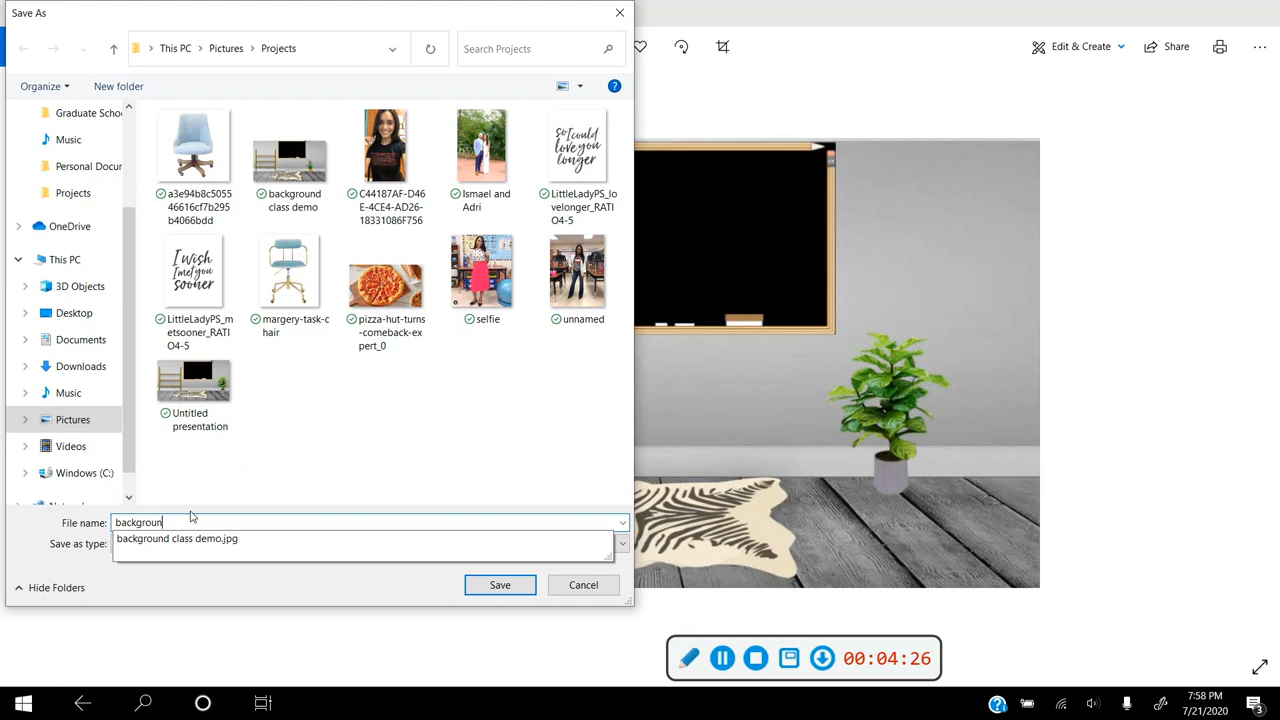 Save As
This PC
Pictures
Projects
Search Projects
Edit & Create
Share
Organize
New folder
Graduate Schoo
Music
Personal Docur
Projects
OneDrive
This PC
3D Objects
Desktop
Documents
Downloads
Music
Pictures
Videos
Windows (C:)
a3e94b8c5055
46616cf7b295
b4066bdd
background
class demo
C44187AF-D46
E-4CE4-AD26-
18331086F756
Ismael and
Adri
so I could
love you
longer
LittleLadyPS_lo
velonger_RATI
O4-5
I wish
I met you
sooner
LittleLadyPS_m
etsooner_RATI
O4-5
margery-task-c
hair
pizza-hut-turns
-comeback-ex
pert_0
selfie
unnamed
Untitled
presentation
File name:
backgroun
background class demo.jpg
Save as type:
Hide Folders
Save
Cancel
00:04:26
7:58 PM
7/21/2020
3